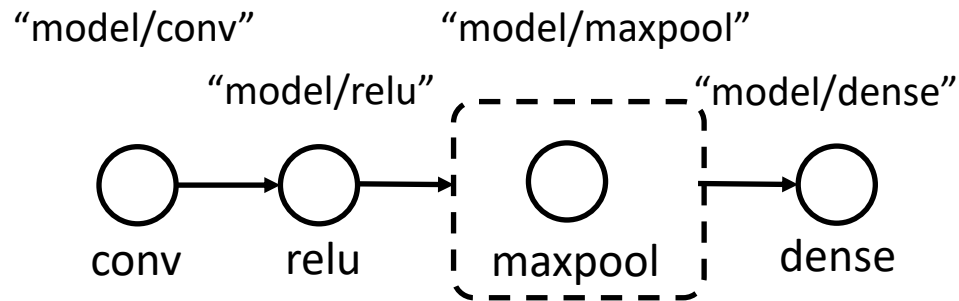 “model/conv”
“model/maxpool”
“model/relu”
“model/dense”
conv
relu
maxpool
dense